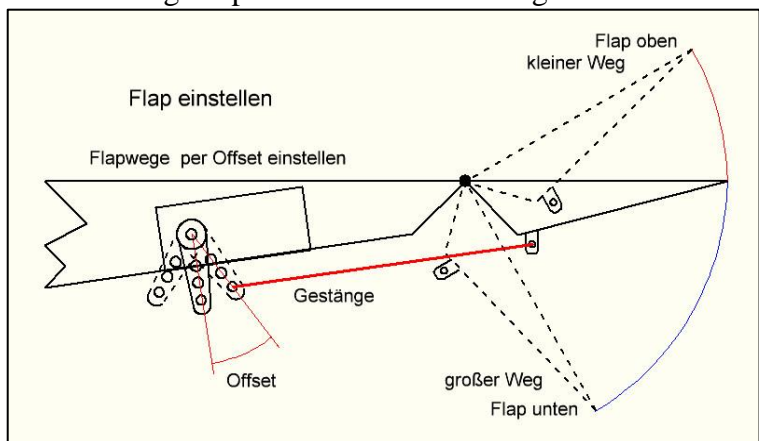 Flap oben
kleiner Weg
Flap einstellen
Flapwege per Offset einstellen
Gestänge
großer Weg
Offset
Flap unten